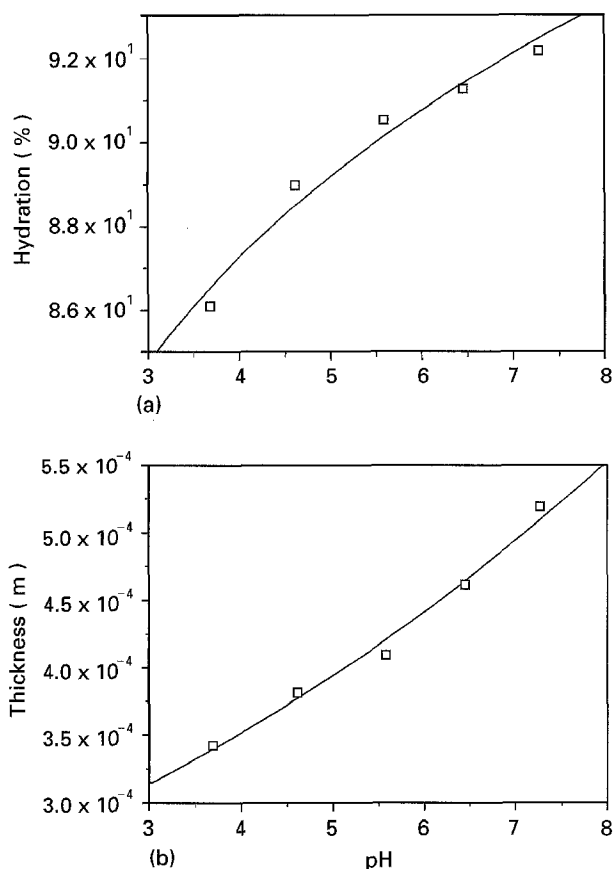 Hydration ( % )
9.2 x 10¹
9.0 x 10¹
8.8 x 10¹
8.6 x 10¹
3 4 5 6 7 8
(a)
Thickness ( m )
5.5 x 10⁻⁴
5.0 x 10⁻⁴
4.5 x 10⁻⁴
4.0 x 10⁻⁴
3.5 x 10⁻⁴
3.0 x 10⁻⁴
3 4 5 6 7 8
(b) pH